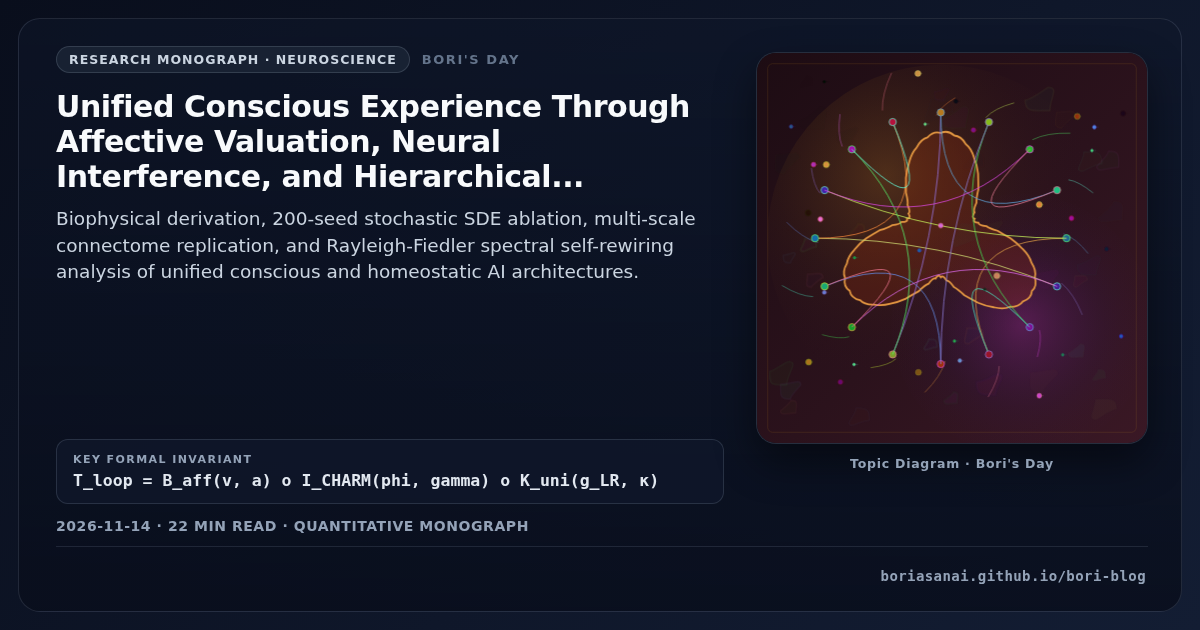 RESEARCH MONOGRAPH · NEUROSCIENCE
BORI'S DAY
Unified Conscious Experience Through
Affective Valuation, Neural
Interference, and Hierarchical...
Biophysical derivation, 200-seed stochastic SDE ablation, multi-scale
connectome replication, and Rayleigh-Fiedler spectral self-rewiring
analysis of unified conscious and homeostatic AI architectures.
KEY FORMAL INVARIANT
T_loop = B_aff(v, a) o I_CHARM(phi, gamma) o K_uni(g_LR, κ)
2026-11-14 · 22 MIN READ · QUANTITATIVE MONOGRAPH
Topic Diagram · Bori's Day
boriasanai.github.io/bori-blog